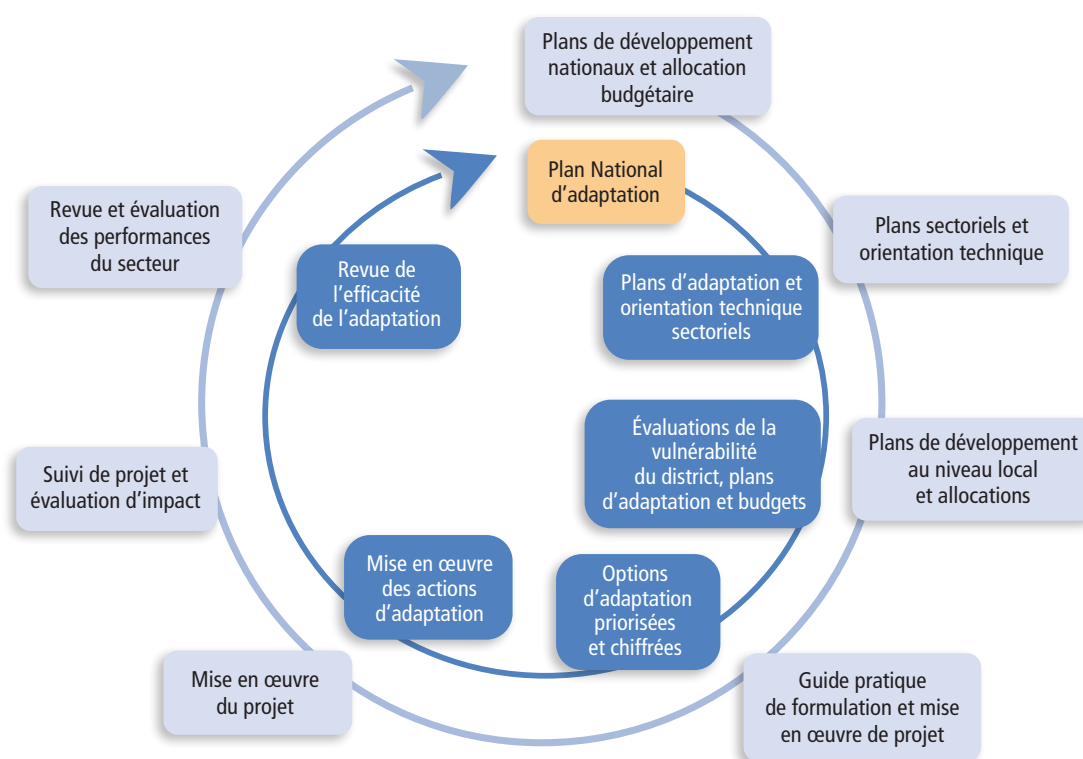 Plans de développement
nationaux et allocation
budgétaire
Plan National
d’adaptation
Revue et évaluation
des performances
du secteur
Plans sectoriels et
orientation technique
Revue de
l’efficacité
de l’adaptation
Plans d’adaptation et
orientation technique
sectoriels
Évaluations de la
vulnérabilité
du district, plans
d’adaptation et budgets
Plans de développement
au niveau local
et allocations
Suivi de projet et
évaluation d’impact
Mise en œuvre
des actions
d’adaptation
Options
d’adaptation
priorisées
et chiffrées
Mise en œuvre
du projet
Guide pratique
de formulation et mise
en œuvre de projet